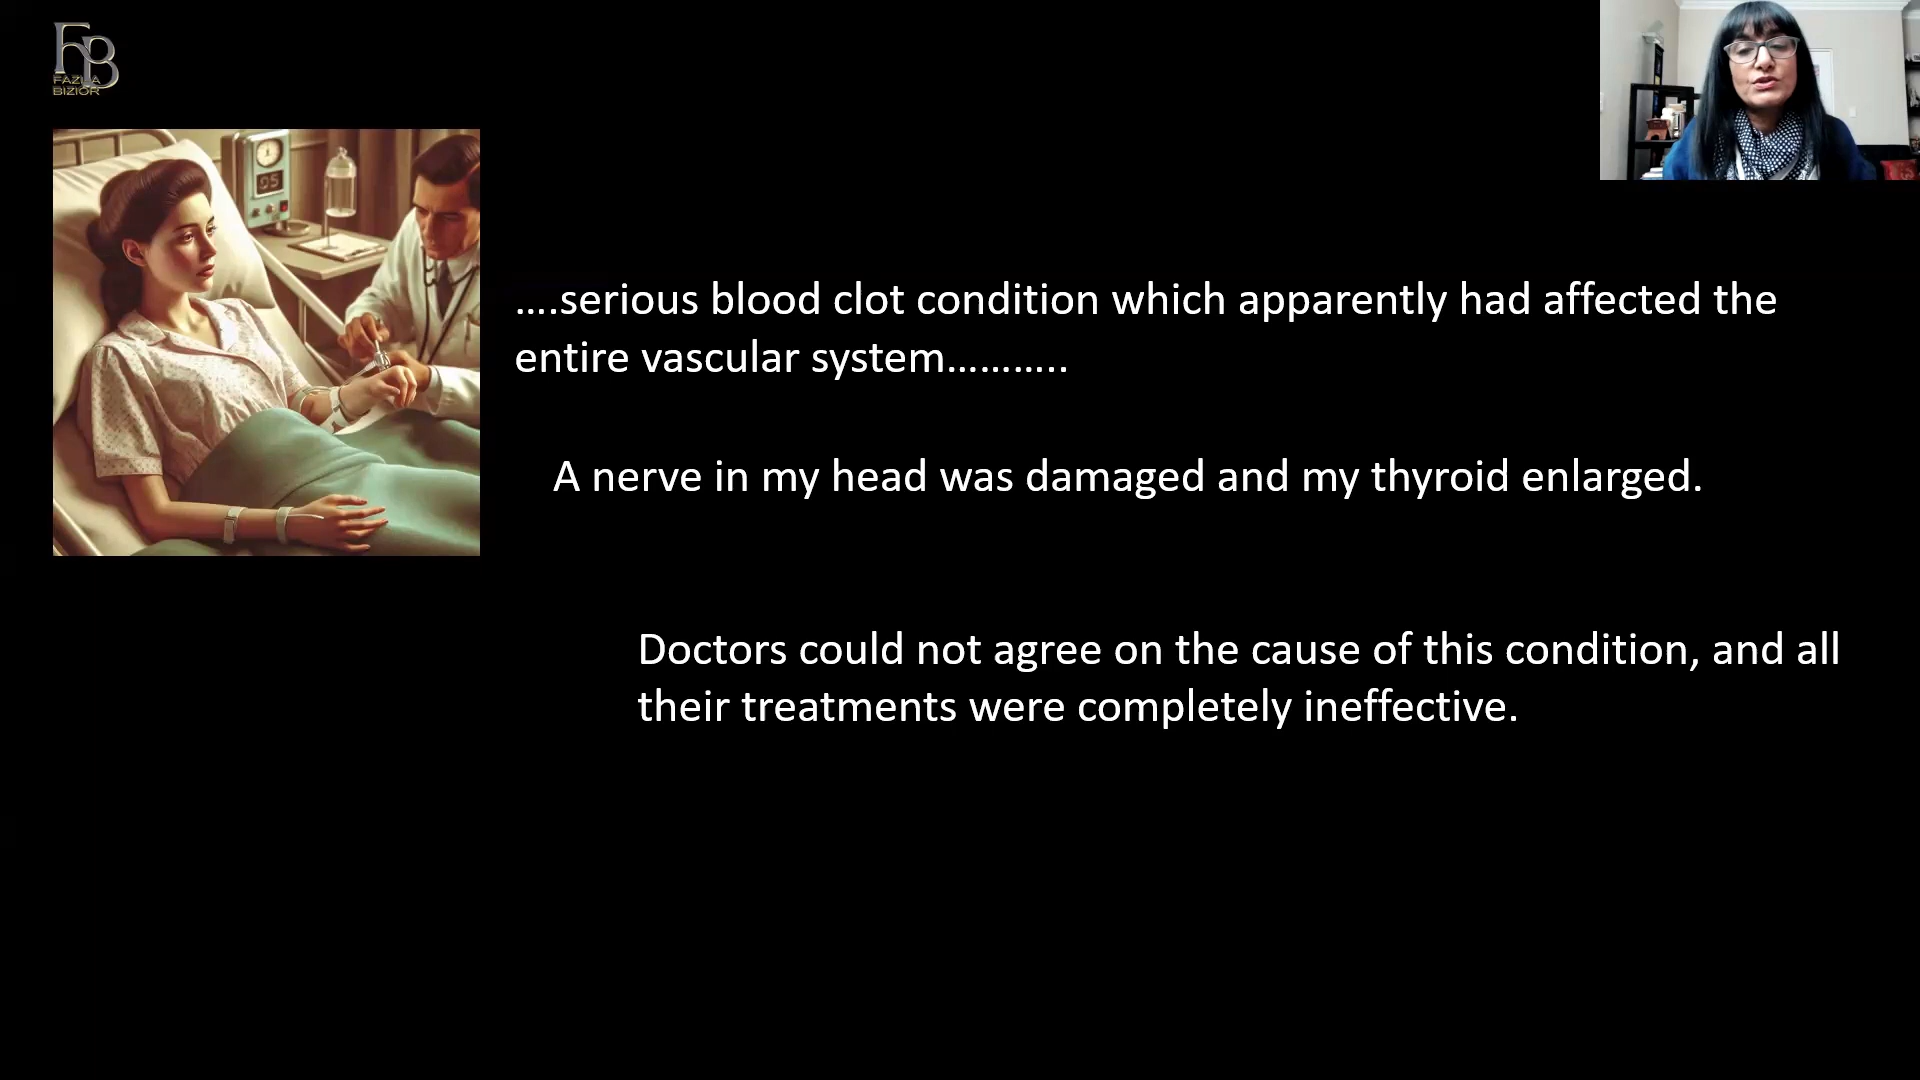 FB
FAZILA
BIZIOR
….serious blood clot condition which apparently had affected the
entire vascular system………..
A nerve in my head was damaged and my thyroid enlarged.
Doctors could not agree on the cause of this condition, and all
their treatments were completely ineffective.